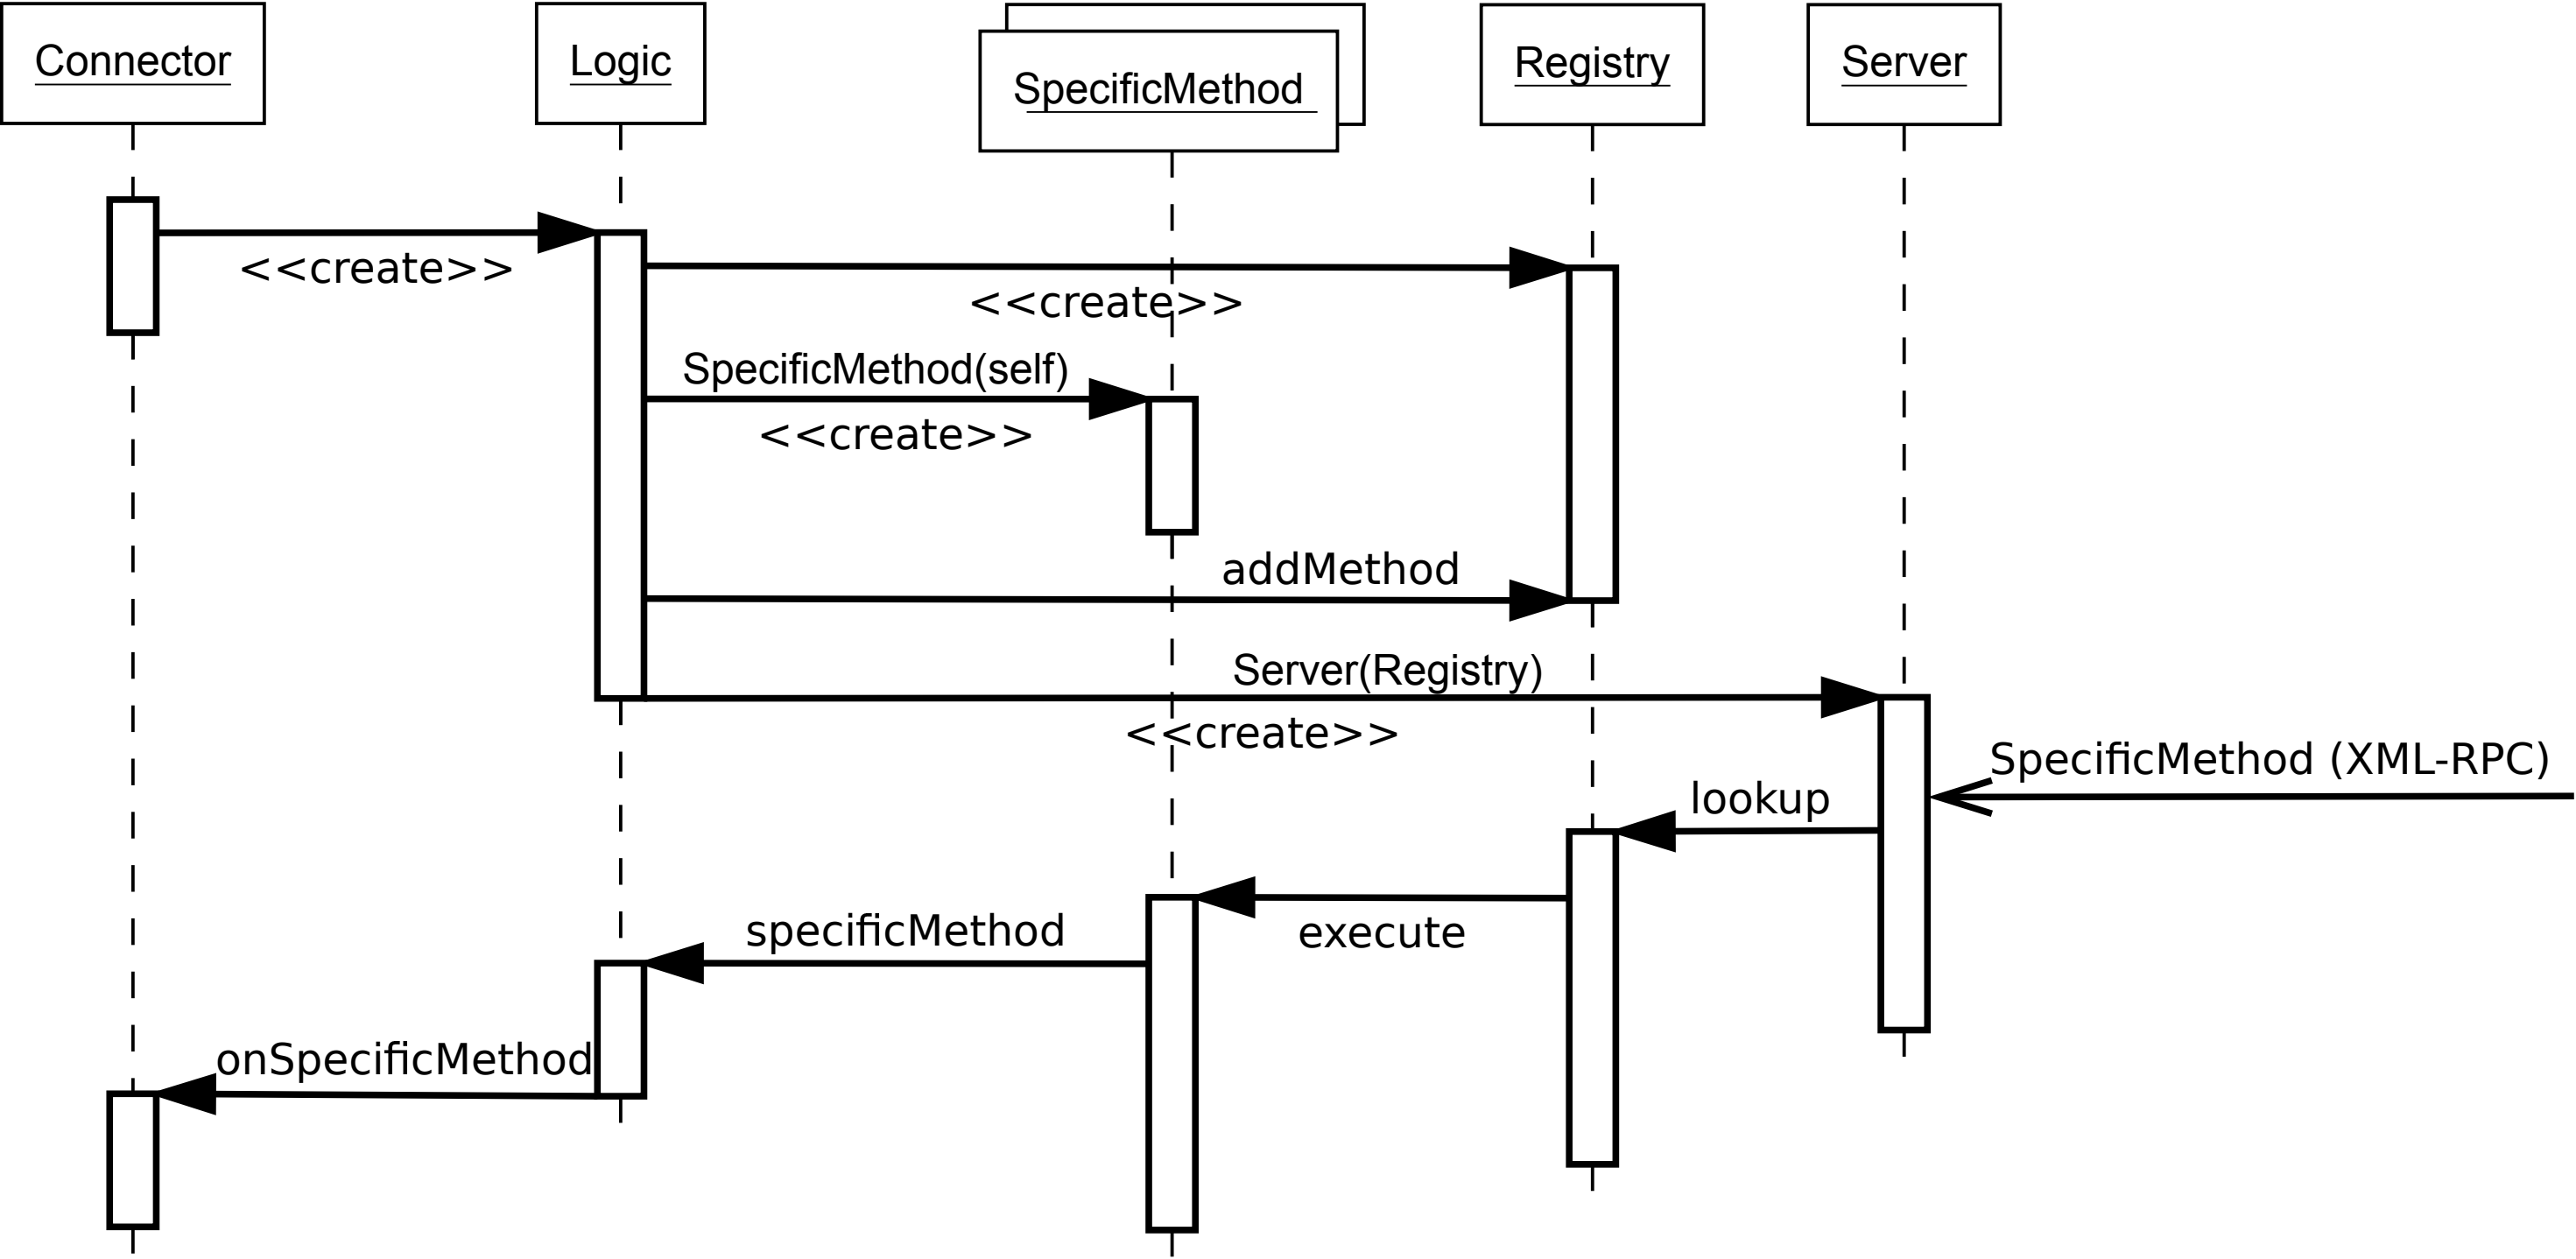 Connector
Logic
SpecificMethod
Registry
Server
<<create>>
<<create>>
SpecificMethod(self)
<<create>>
addMethod
Server(Registry)
<<create>>
SpecificMethod (XML-RPC)
lookup
execute
specificMethod
onSpecificMethod